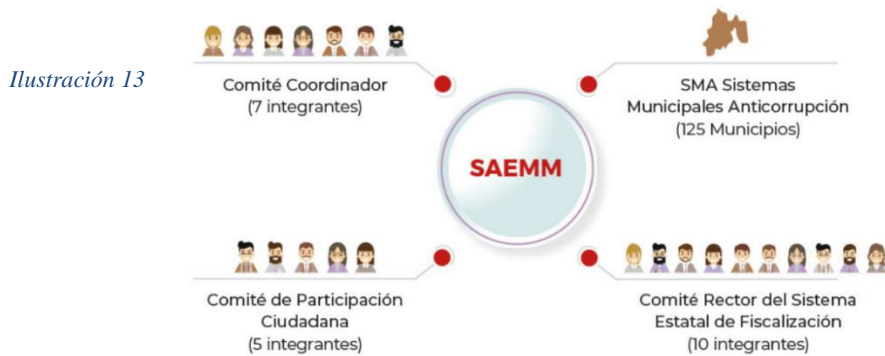 Ilustración 13
Comité Coordinador
(7 integrantes)
SMA Sistemas
Municipales Anticorrupción
(125 Municipios)
SAEMM
Comité de Participación
Ciudadana
(5 integrantes)
Comité Rector del Sistema
Estatal de Fiscalización
(10 integrantes)